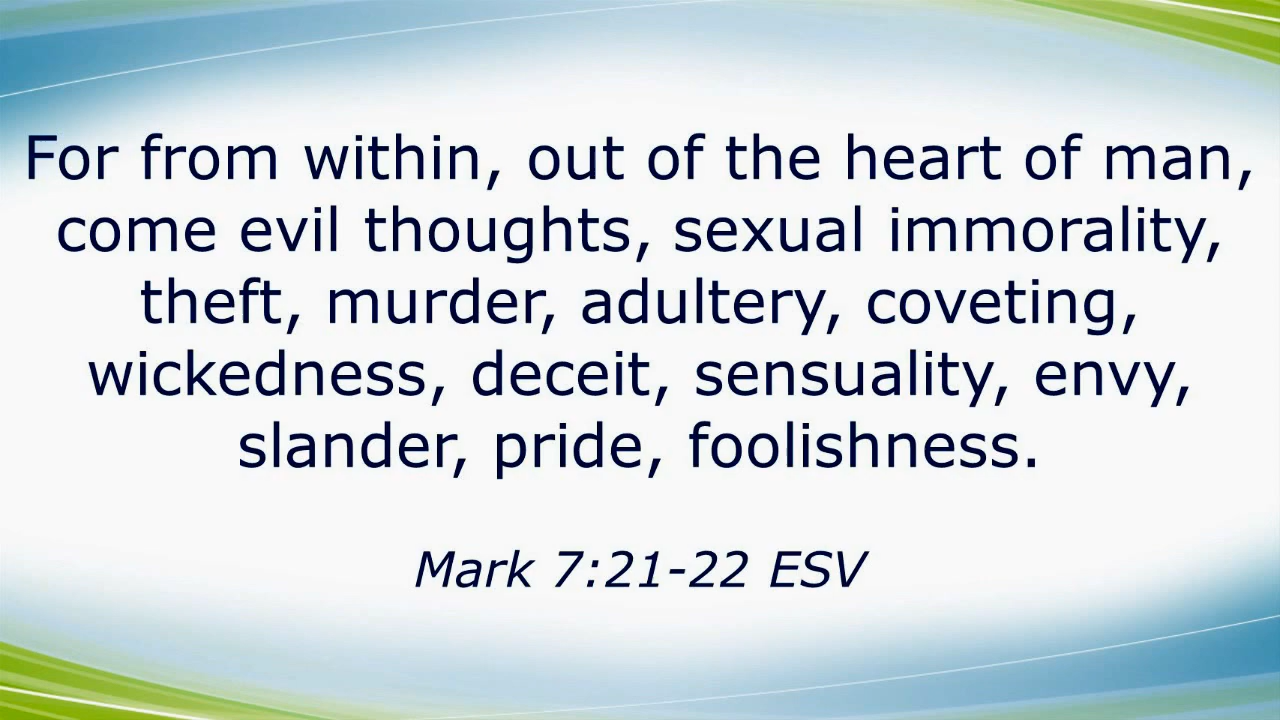 For from within, out of the heart of man,
come evil thoughts, sexual immorality,
theft, murder, adultery, coveting,
wickedness, deceit, sensuality, envy,
slander, pride, foolishness.
Mark 7:21-22 ESV